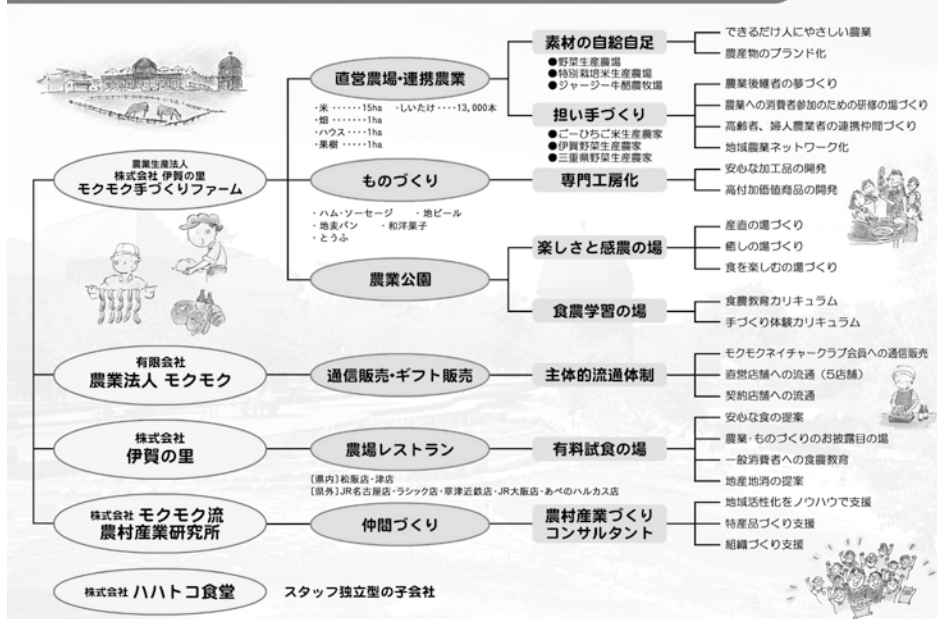 農業生産法人
株式会社 伊賀の里
モクモク手づくりファーム
直営農場・連携農業
・米‥‥‥15ha ・しいたけ‥‥13,000本
・畑‥‥‥‥1ha
・ハウス‥‥1ha
・果樹‥‥‥1ha
素材の自給自足
●野菜生産農場
●特別栽培米生産農場
●ジャージー牛酪農牧場
できるだけ人にやさしい農業
農産物のブランド化
担い手づくり
●ごーひちご米生産農家
●伊賀野菜生産農家
●三重県野菜生産農家
農業後継者の夢づくり
農業への消費者参加のための研修の場づくり
高齢者、婦人農業者の連携仲間づくり
地域農業ネットワーク化
ものづくり
・ハム・ソーセージ ・地ビール
・地麦パン ・和洋菓子
・とうふ
専門工房化
安心な加工品の開発
高付加価値商品の開発
農業公園
楽しさと感農の場
産直の場づくり
癒しの場づくり
食を楽しむの場づくり
食農学習の場
食農教育カリキュラム
手づくり体験カリキュラム
有限会社
農業法人 モクモク
通信販売・ギフト販売
主体的流通体制
モクモクネイチャークラブ会員への通信販売
直営店舗への流通（5店舗）
契約店舗への流通
株式会社
伊賀の里
農場レストラン
［県内］松阪店・津店
［県外］JR名古屋店・ラシック店・草津近鉄店・JR大阪店・あべのハルカス店
有料試食の場
安心な食の提案
農業・ものづくりのお披露目の場
一般消費者への食農教育
地産地消の提案
株式会社 モクモク流
農村産業研究所
仲間づくり
農村産業づくり
コンサルタント
地域活性化をノウハウで支援
特産品づくり支援
組織づくり支援
株式会社 ハハトコ食堂
スタッフ独立型の子会社